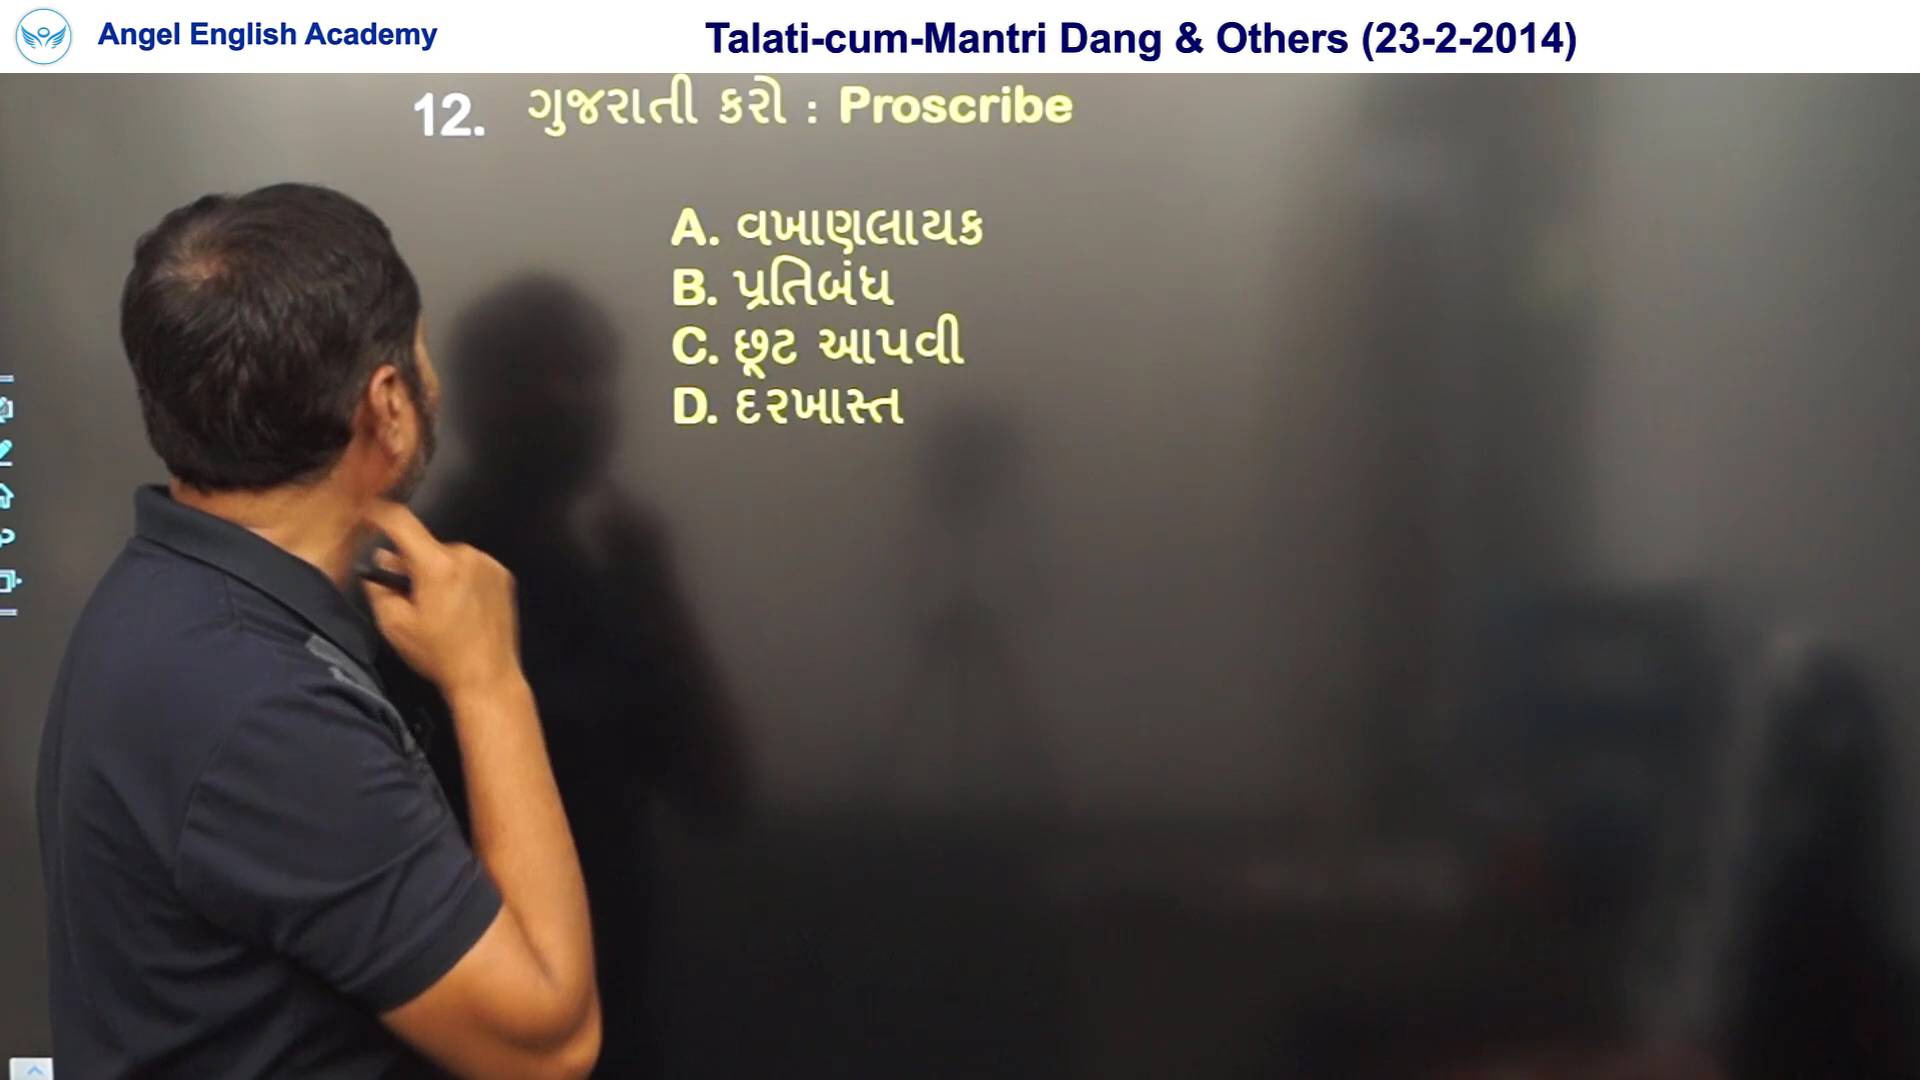 Angel English Academy
Talati-cum-Mantri Dang & Others (23-2-2014)
12. ગુજરાતી કરો : Proscribe
A. વખાણલાયક
B. પ્રતિબંધ
C. છૂટ આપવી
D. દરખાસ્ત